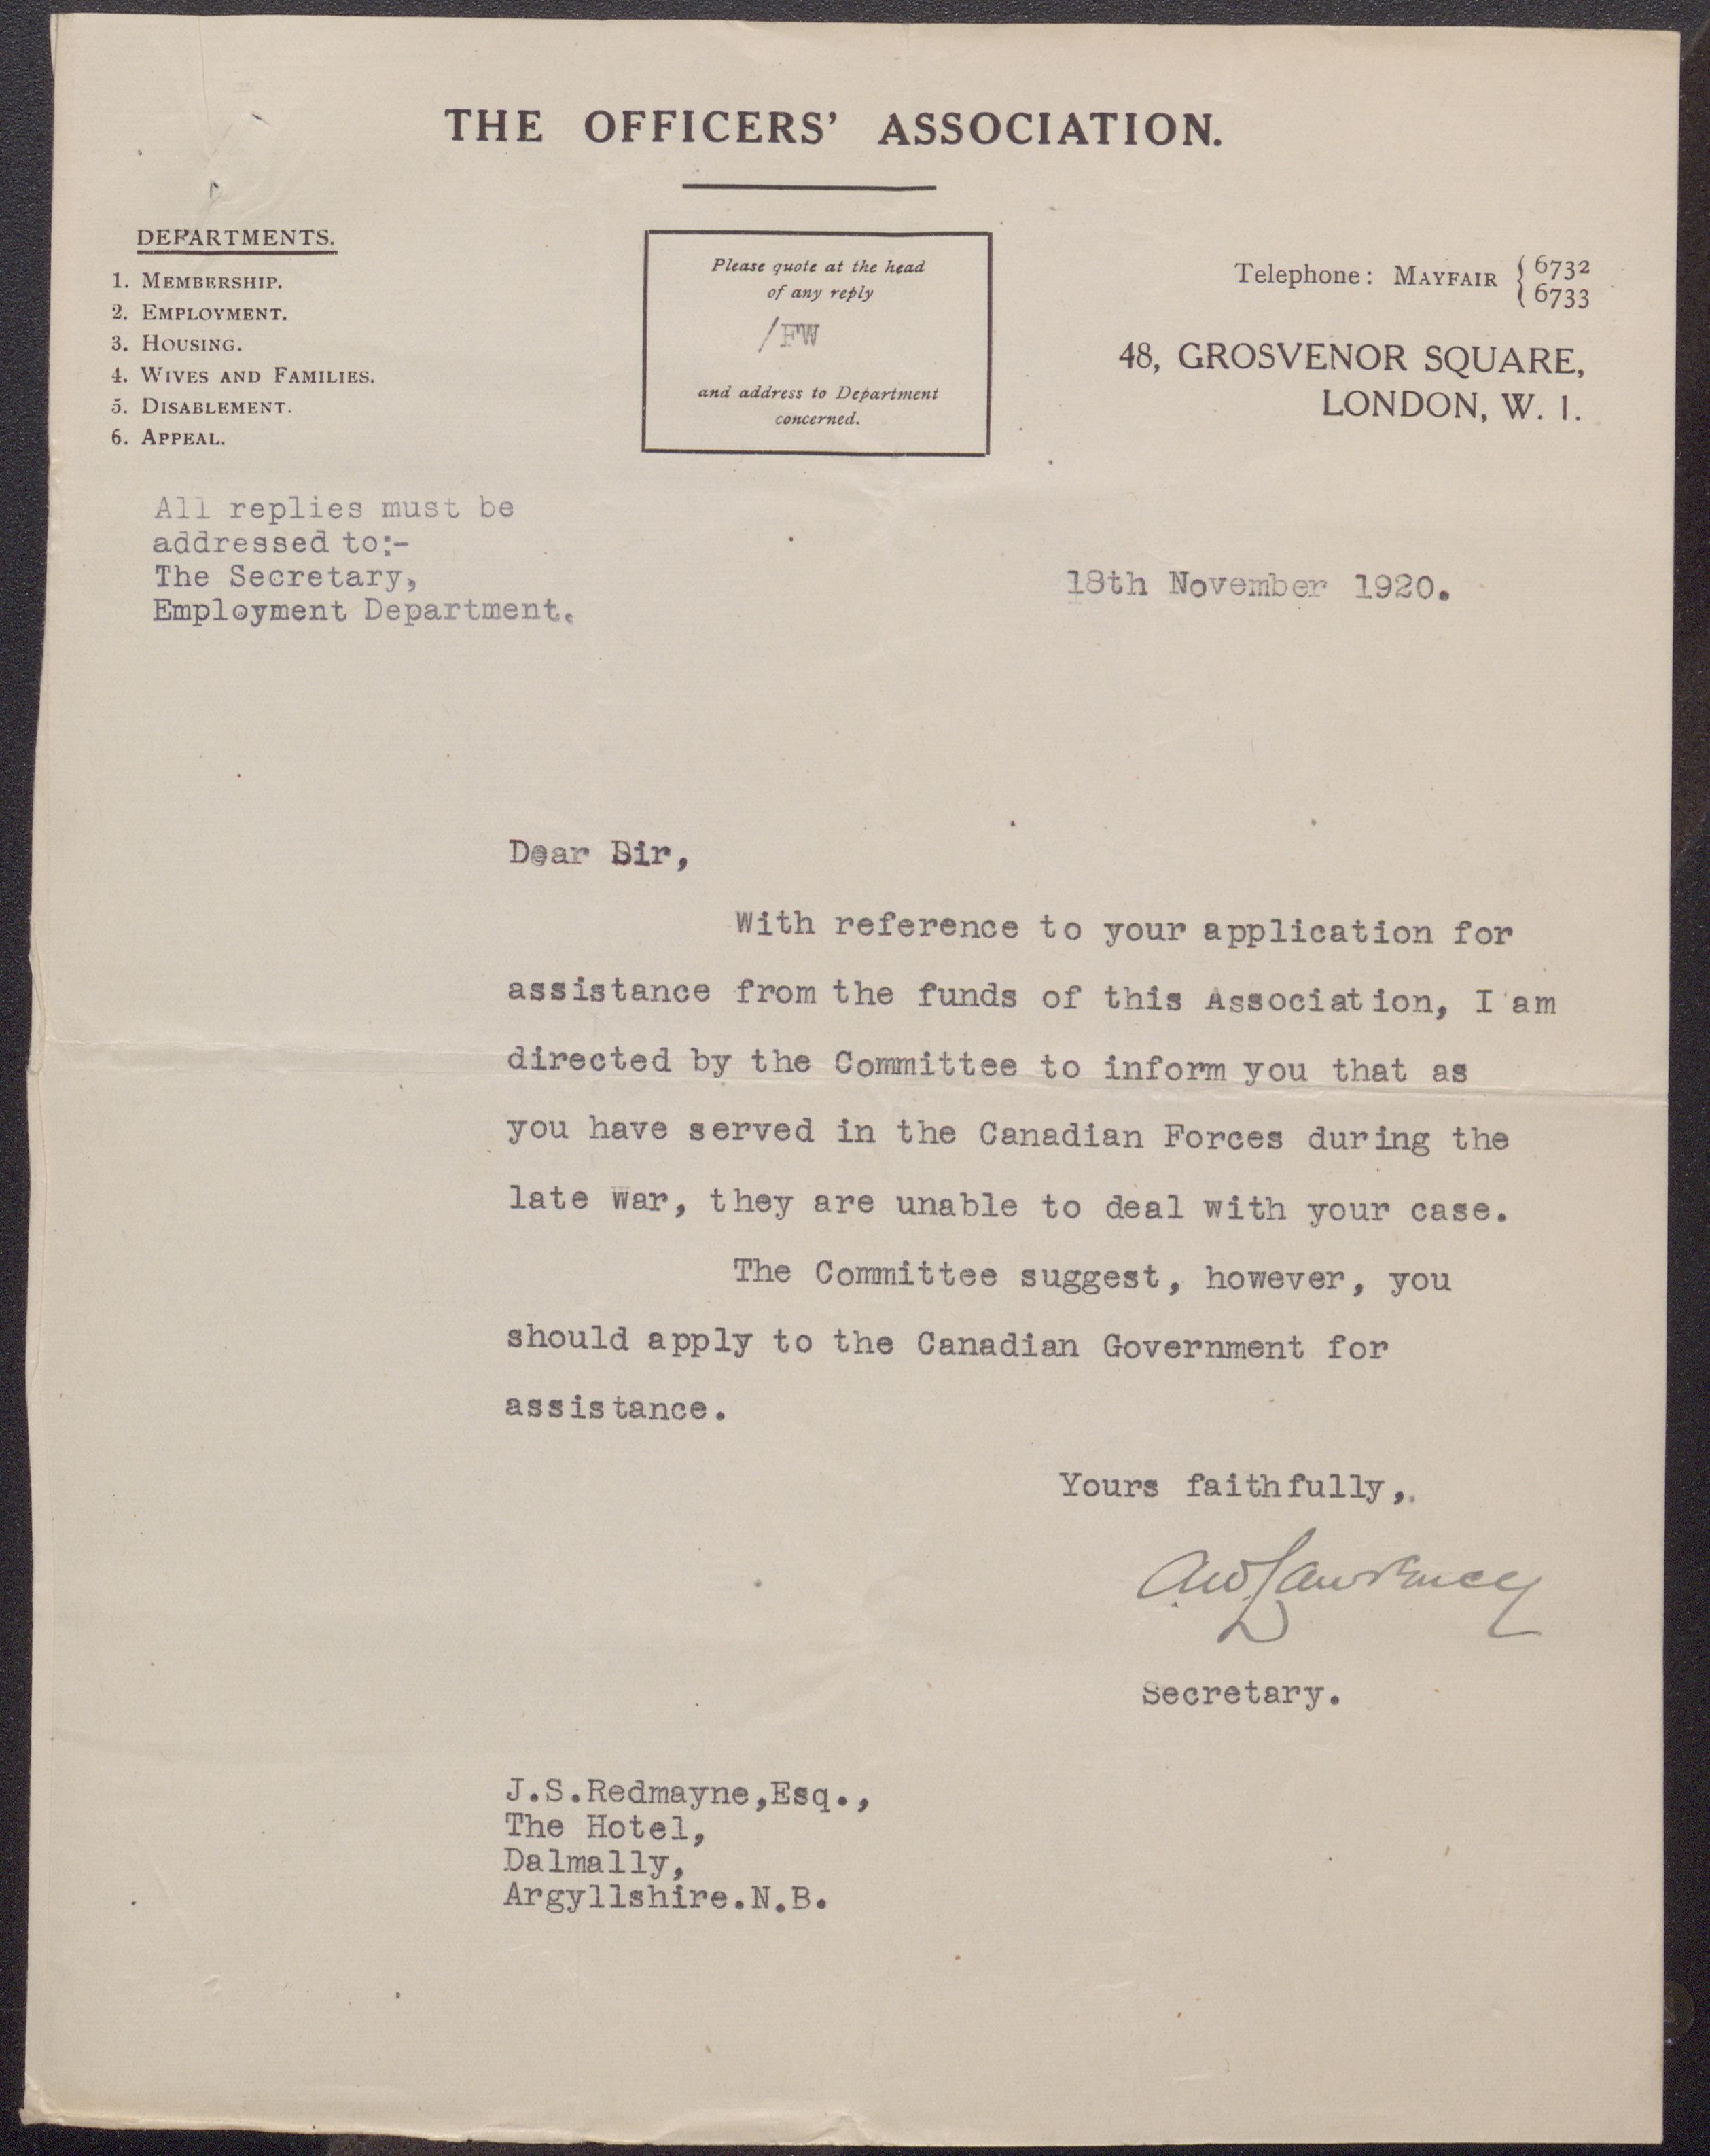 THE OFFICERS' ASSOCIATION.
DEPARTMENTS.
1. MEMBERSHIP.
2. EMPLOYMENT.
3. HOUSING.
4. WIVES AND FAMILIES.
5. DISABLEMENT.
6. APPEAL.
Please quote at the head
of any reply
/FW
and address to Department
concerned.
Telephone: MAYFAIR { 6732
6733
48, GROSVENOR SQUARE,
LONDON, W. 1.
All replies must be
addressed to:-
The Secretary,
Employment Department.
18th November 1920.
Dear Sir,
With reference to your application for
assistance from the funds of this Association, I am
directed by the Committee to inform you that as
you have served in the Canadian Forces during the
late War, they are unable to deal with your case.
The Committee suggest, however, you
should apply to the Canadian Government for
assistance.
Yours faithfully,
AW Lawrence
Secretary.
J.S.Redmayne,Esq.,
The Hotel,
Dalmally,
Argyllshire.N.B.